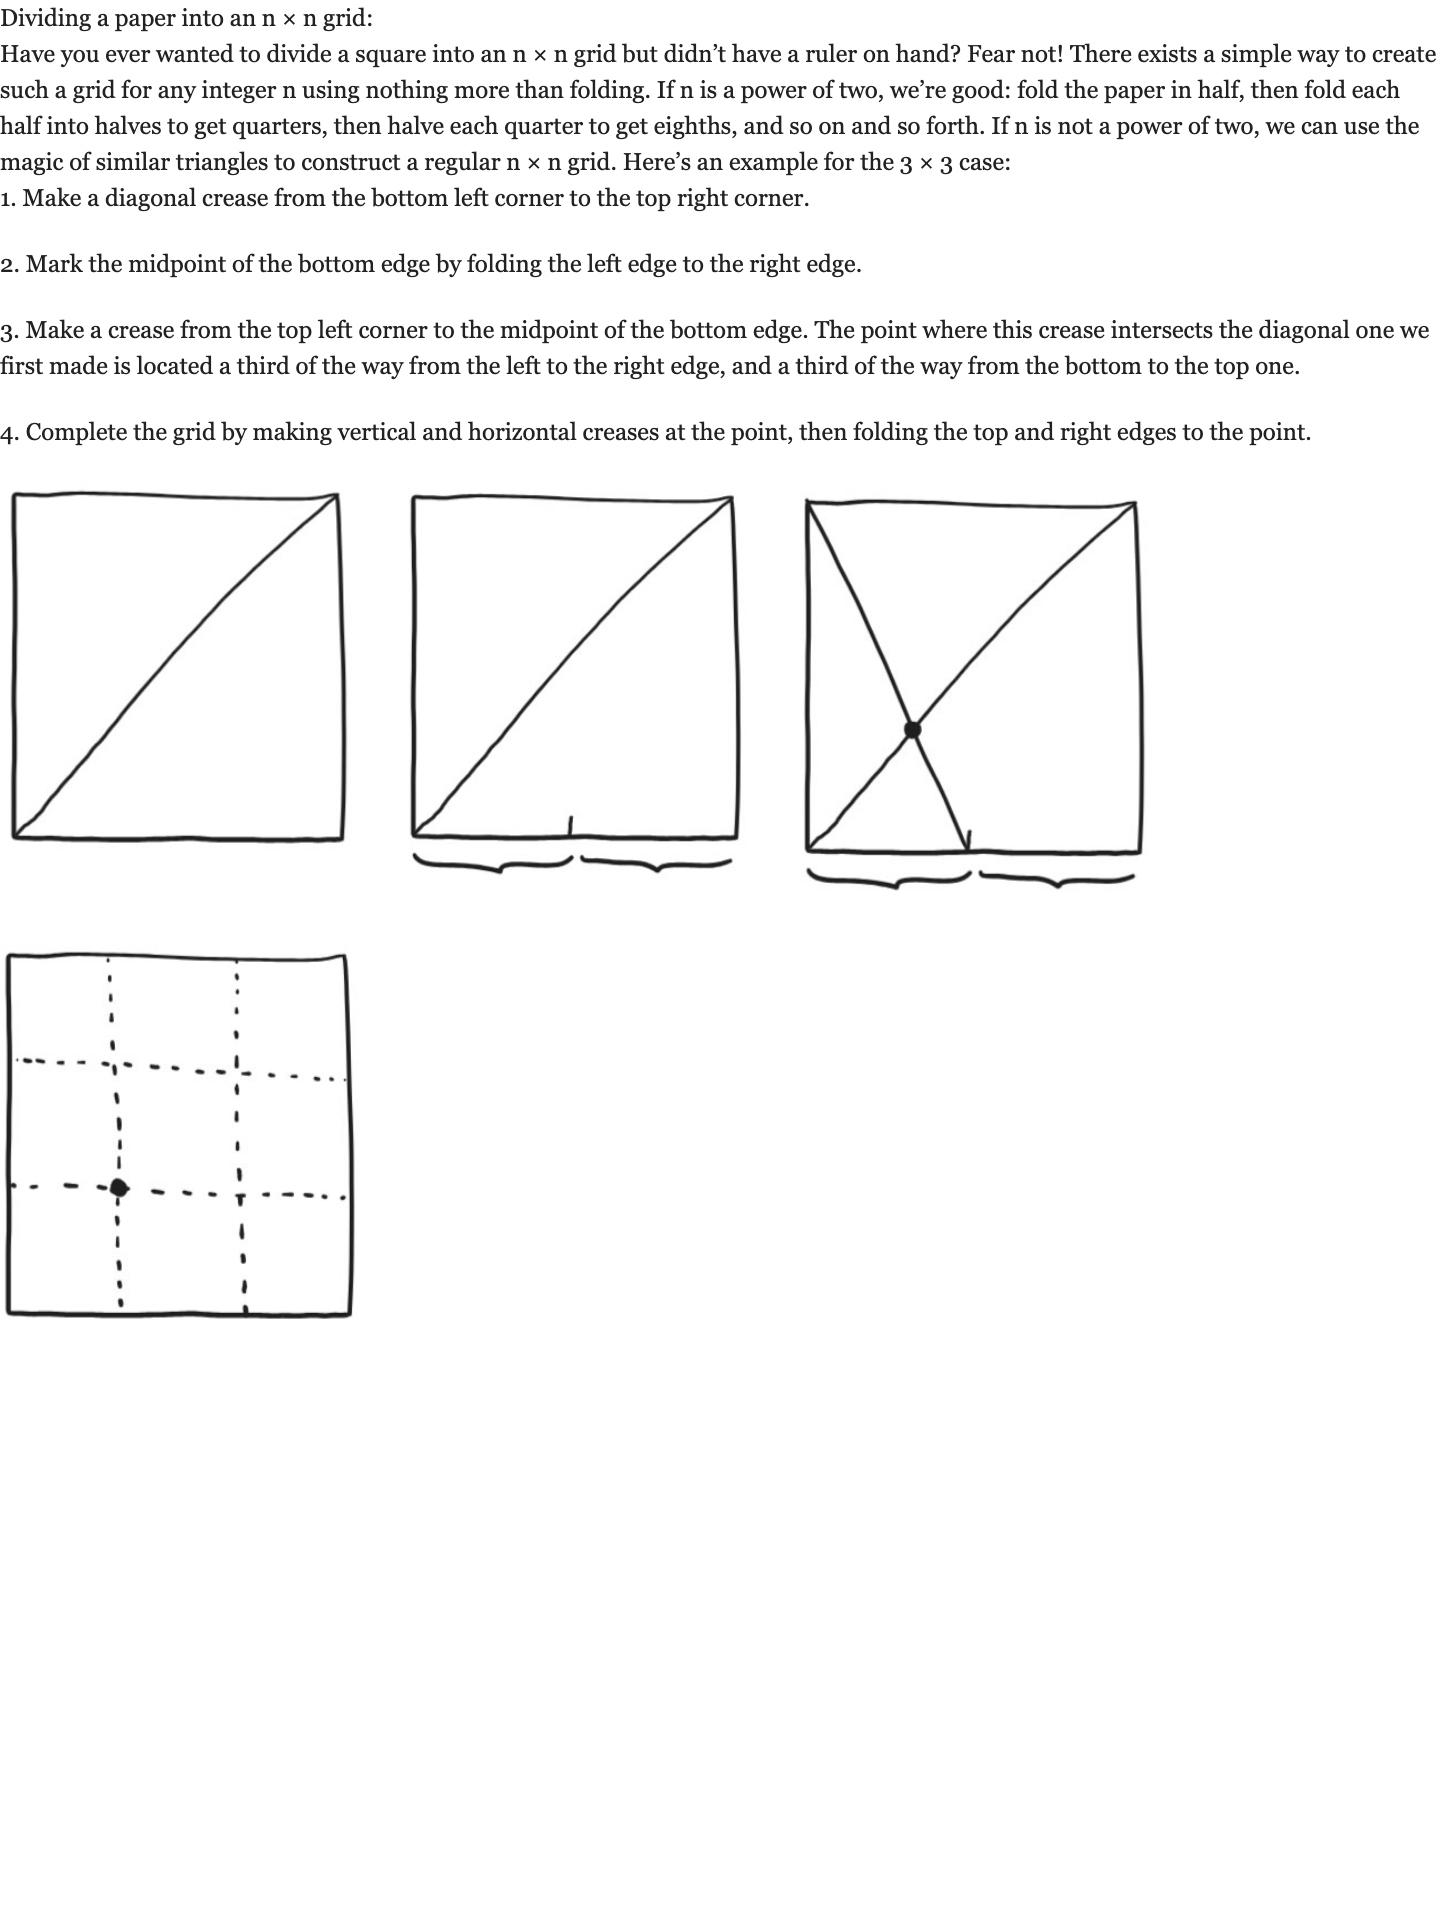 Dividing a paper into an n × n grid:
Have you ever wanted to divide a square into an n × n grid but didn’t have a ruler on hand? Fear not! There exists a simple way to create
such a grid for any integer n using nothing more than folding. If n is a power of two, we’re good: fold the paper in half, then fold each
half into halves to get quarters, then halve each quarter to get eighths, and so on and so forth. If n is not a power of two, we can use the
magic of similar triangles to construct a regular n × n grid. Here’s an example for the 3 × 3 case:
1. Make a diagonal crease from the bottom left corner to the top right corner.
2. Mark the midpoint of the bottom edge by folding the left edge to the right edge.
3. Make a crease from the top left corner to the midpoint of the bottom edge. The point where this crease intersects the diagonal one we
first made is located a third of the way from the left to the right edge, and a third of the way from the bottom to the top one.
4. Complete the grid by making vertical and horizontal creases at the point, then folding the top and right edges to the point.